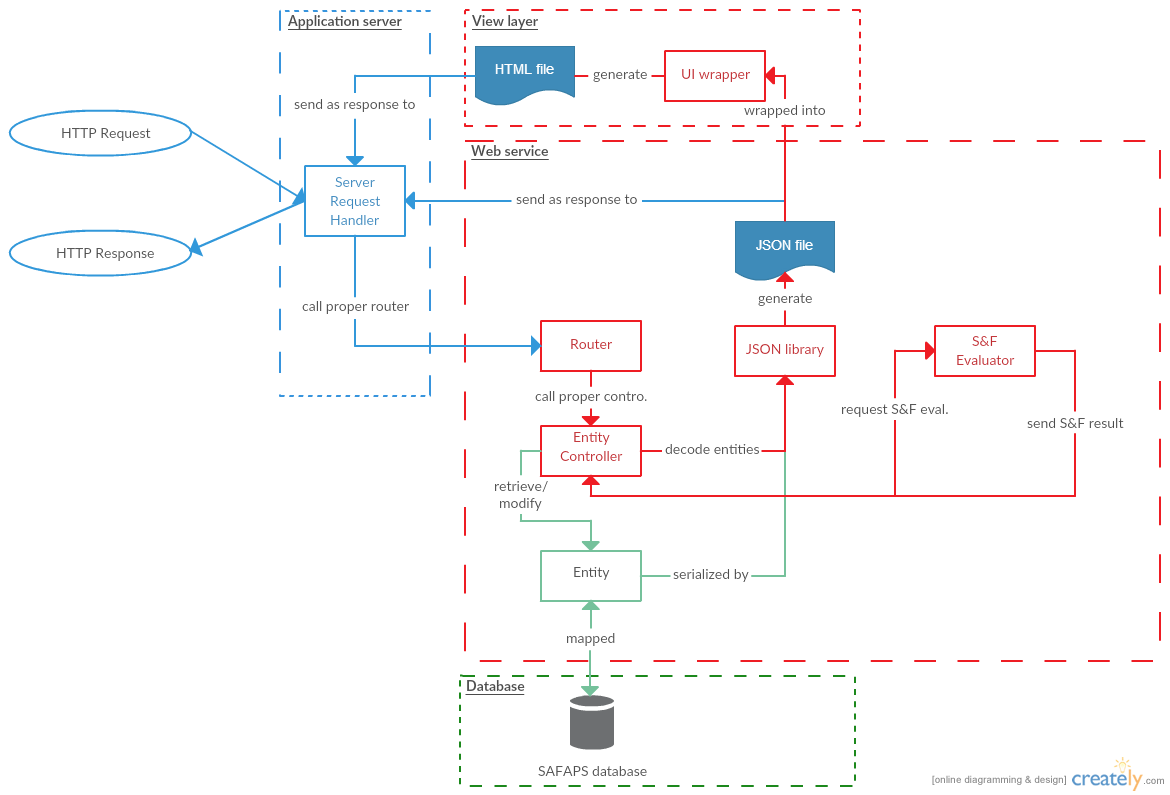 Application server
View layer
HTML file
generate
UI wrapper
send as response to
wrapped into
HTTP Request
Web service
Server
Request
Handler
send as response to
HTTP Response
JSON file
call proper router
generate
Router
JSON library
S&F
Evaluator
call proper contro.
request S&F eval.
send S&F result
Entity
Controller
decode entities
retrieve/
modify
Entity
serialized by
mapped
Database
SAFAPS database
[online diagramming & design] creately.com